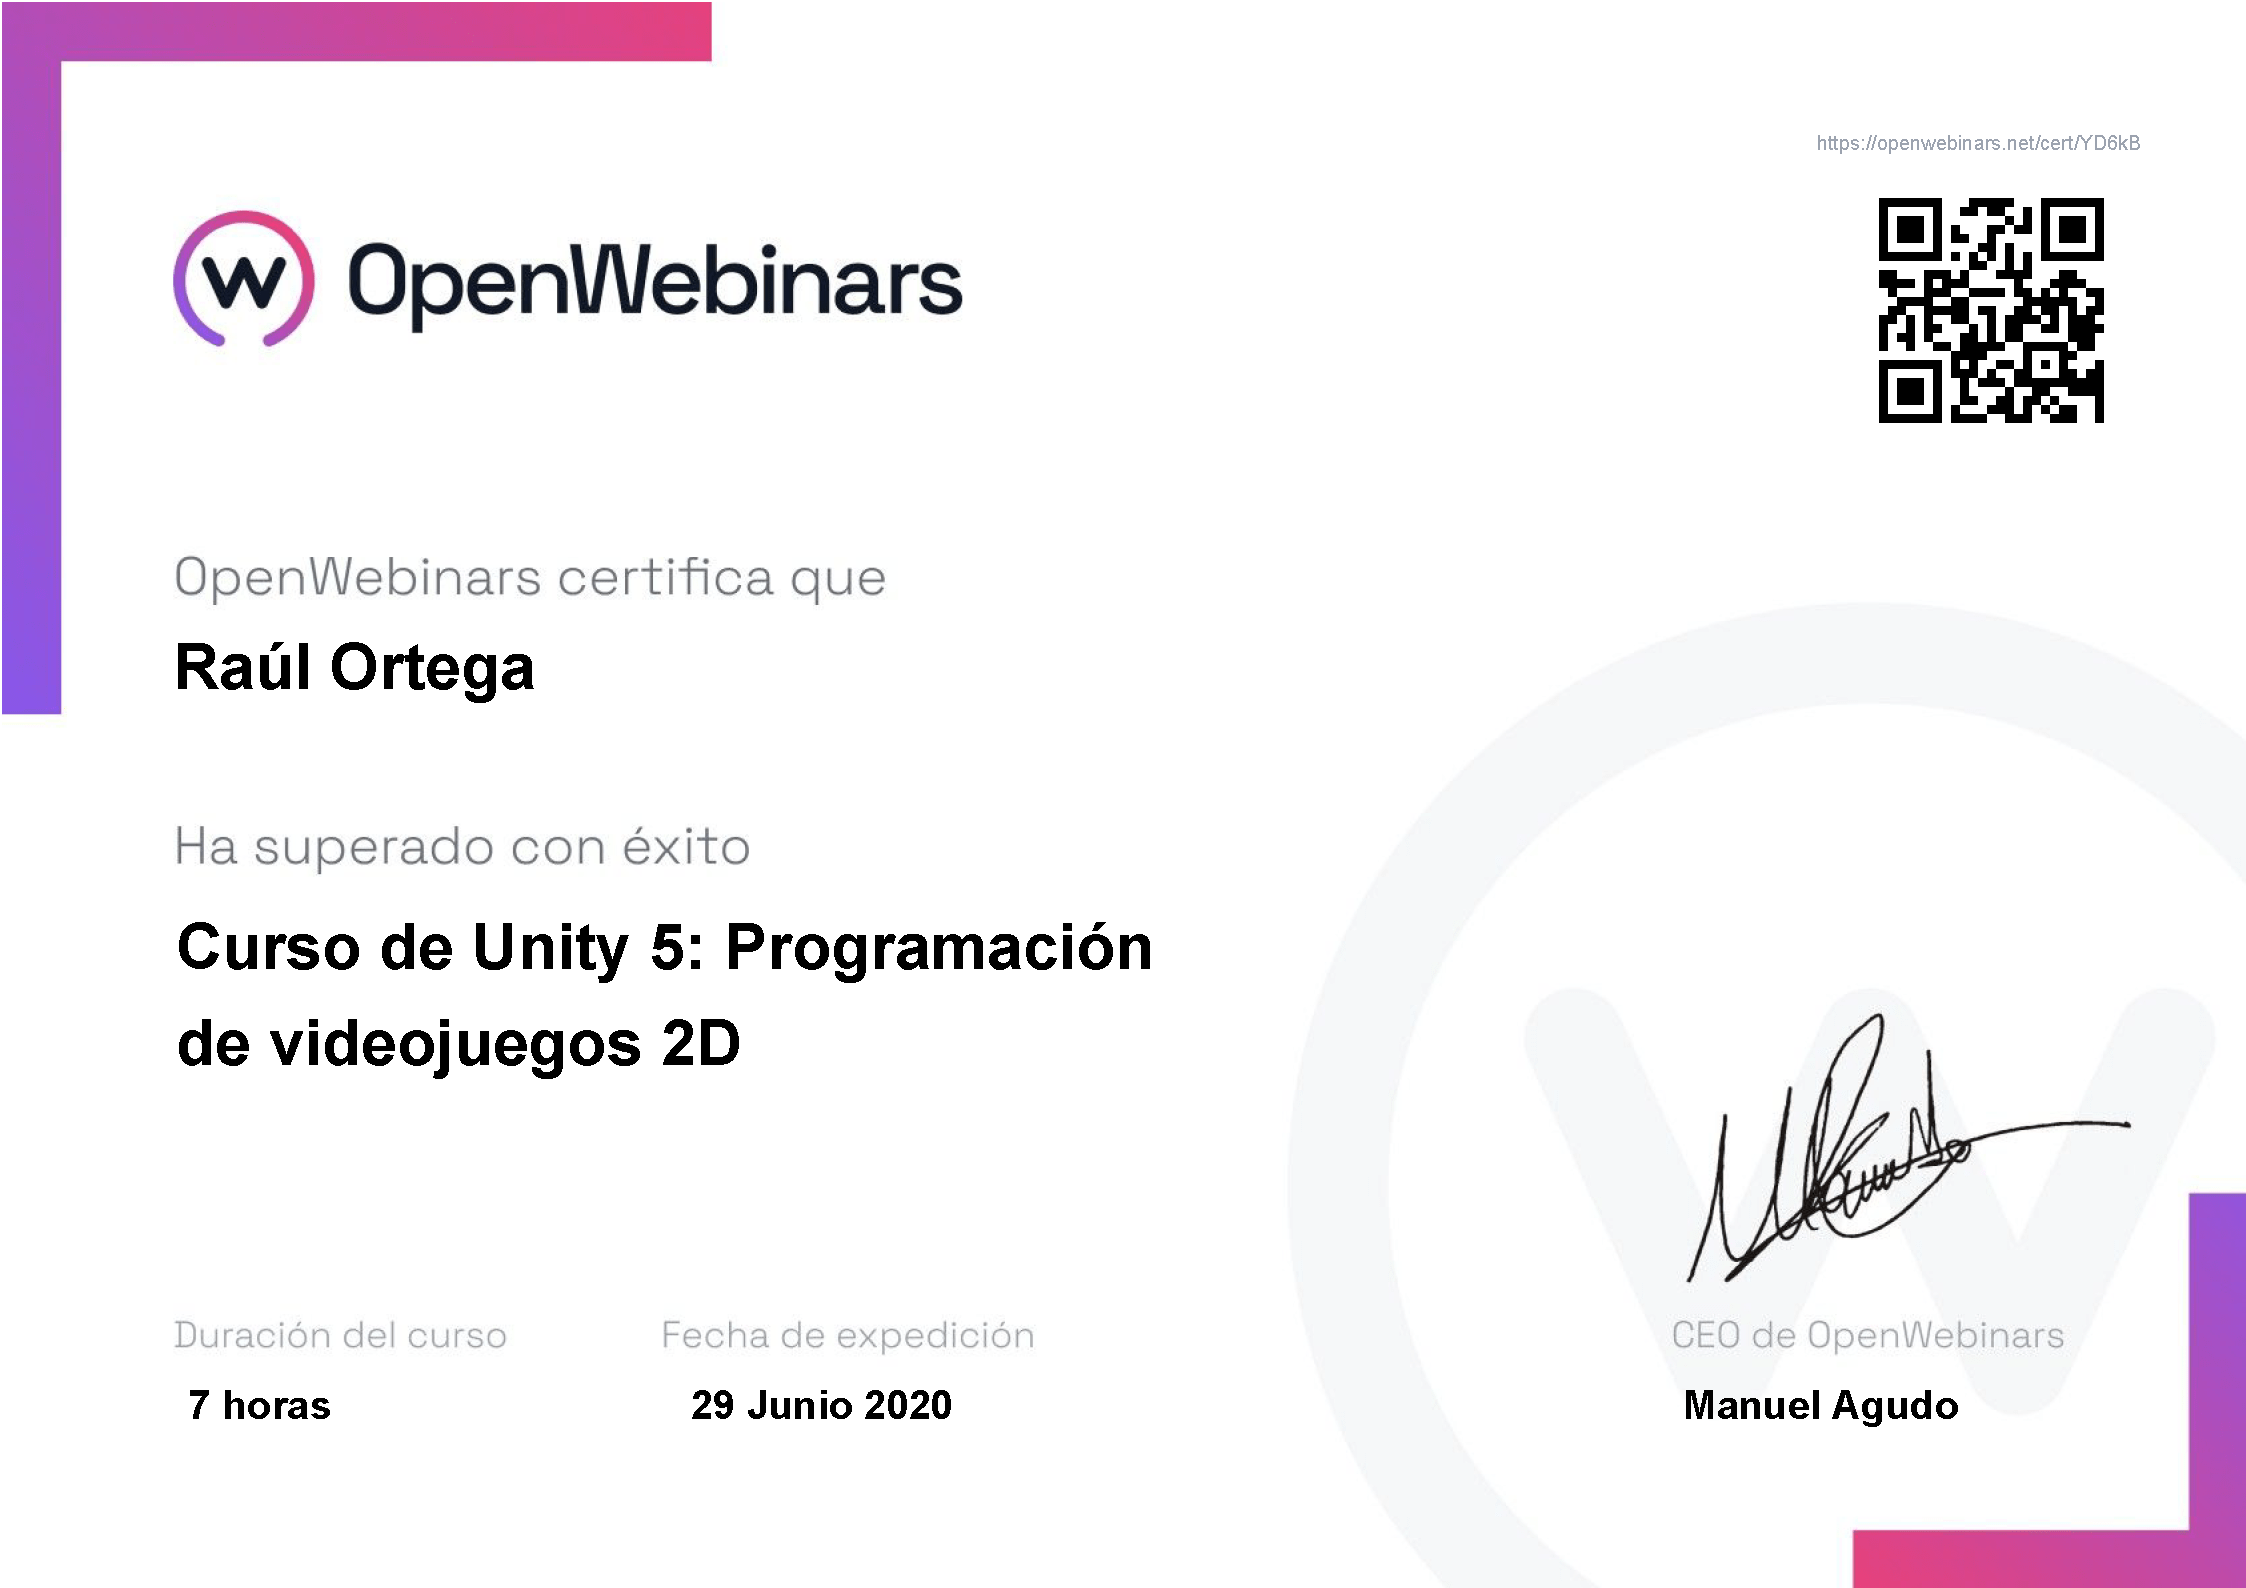 https://openwebinars.net/cert/YD6kB
W OpenWebinars
OpenWebinars certifica que
Raúl Ortega
Ha superado con éxito
Curso de Unity 5: Programación
de videojuegos 2D
Duración del curso
7 horas
Fecha de expedición
29 Junio 2020
CEO de OpenWebinars
Manuel Agudo